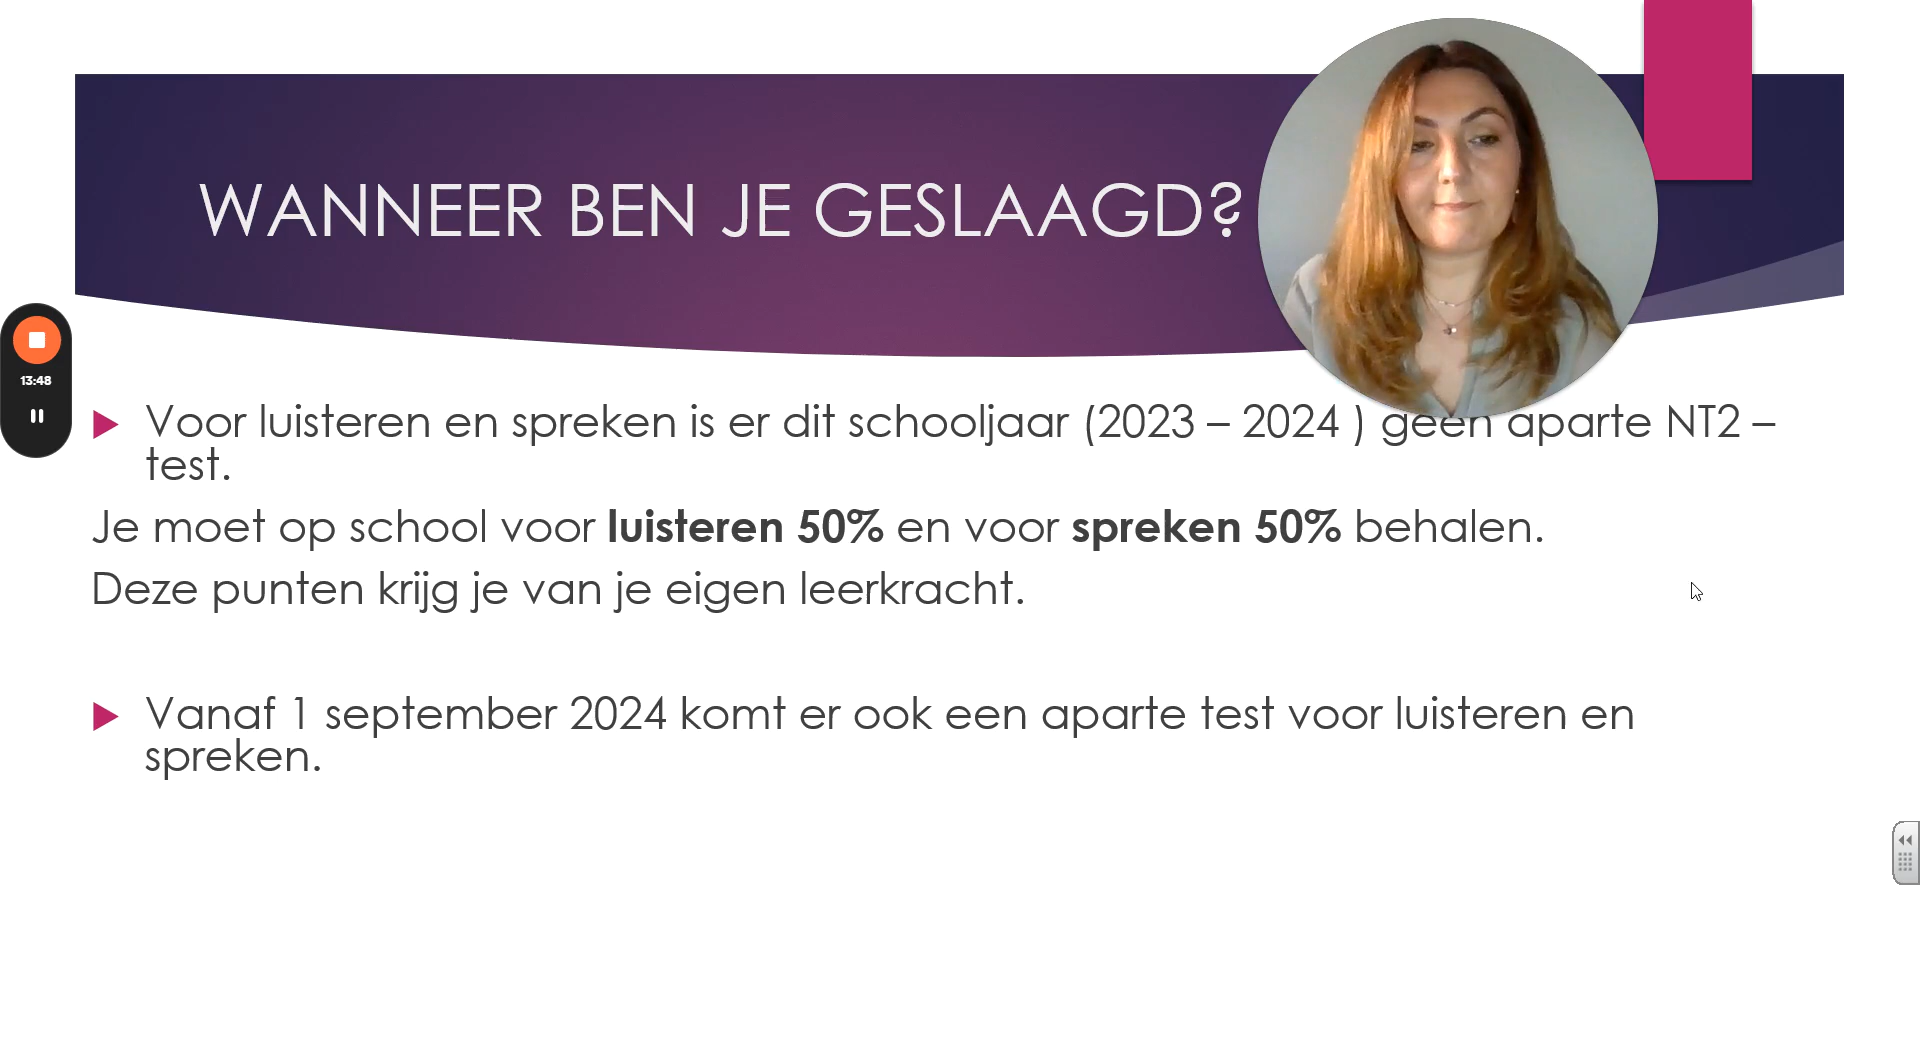 WANNEER BEN JE GESLAAGD?
13:48
Voor luisteren en spreken is er dit schooljaar (2023 – 2024 ) geen aparte NT2 –
test.
Je moet op school voor luisteren 50% en voor spreken 50% behalen.
Deze punten krijg je van je eigen leerkracht.
Vanaf 1 september 2024 komt er ook een aparte test voor luisteren en
spreken.